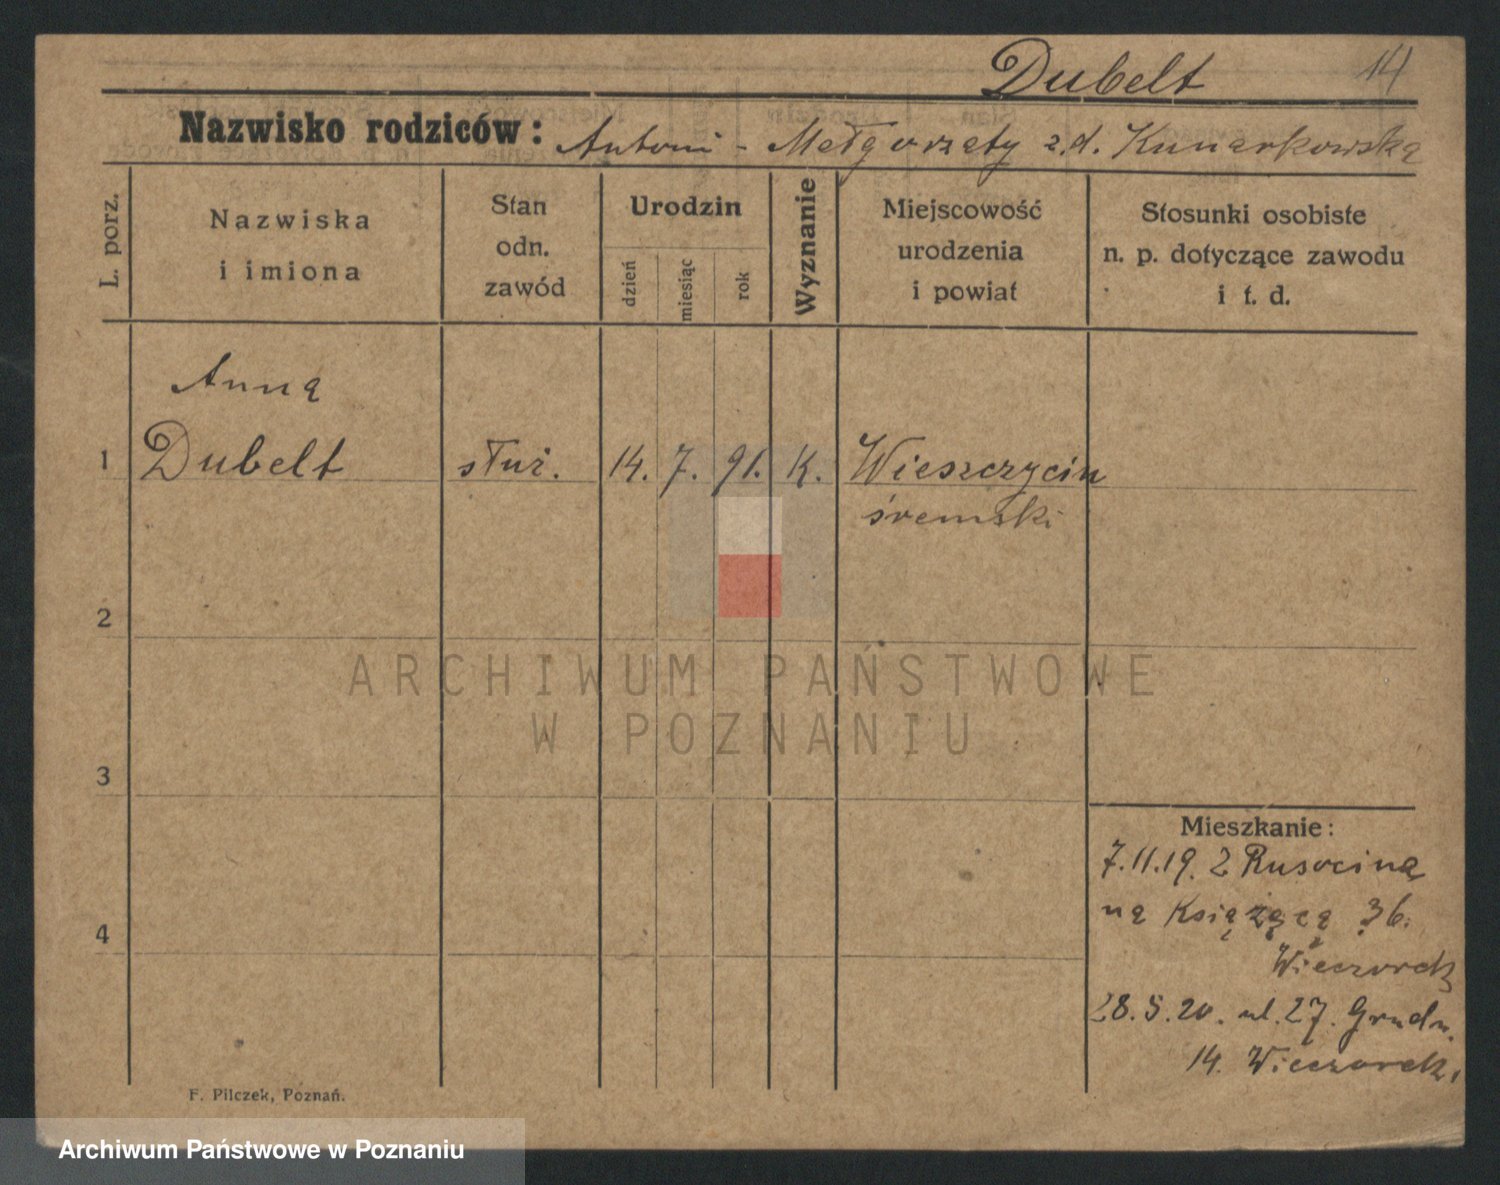 Dubelt 14
Nazwisko rodziców: Antoni - Małgorzaty z.d. Kunarkowska
L. porz.
Nazwiska
i imiona
Stan
odn.
zawód
Urodzin
dzień
miesiąc
rok
Wyznanie
Miejscowość
urodzenia
i powiat
Stosunki osobiste
n. p. dotyczące zawodu
i t. d.
Anna
1 Dubelt służ. 14. 7. 91. K. Wieszczycin
śremski
2
ARCHIWUM PAŃSTWOWE
W POZNANIU
3
Mieszkanie:
7.11.19. z Rusocina
na Książęcą 36.
4
Wieczorek
28.5.20. ul. 27. Grudn.
14. Wieczorek.
F. Pilczek, Poznań.
Archiwum Państwowe w Poznaniu